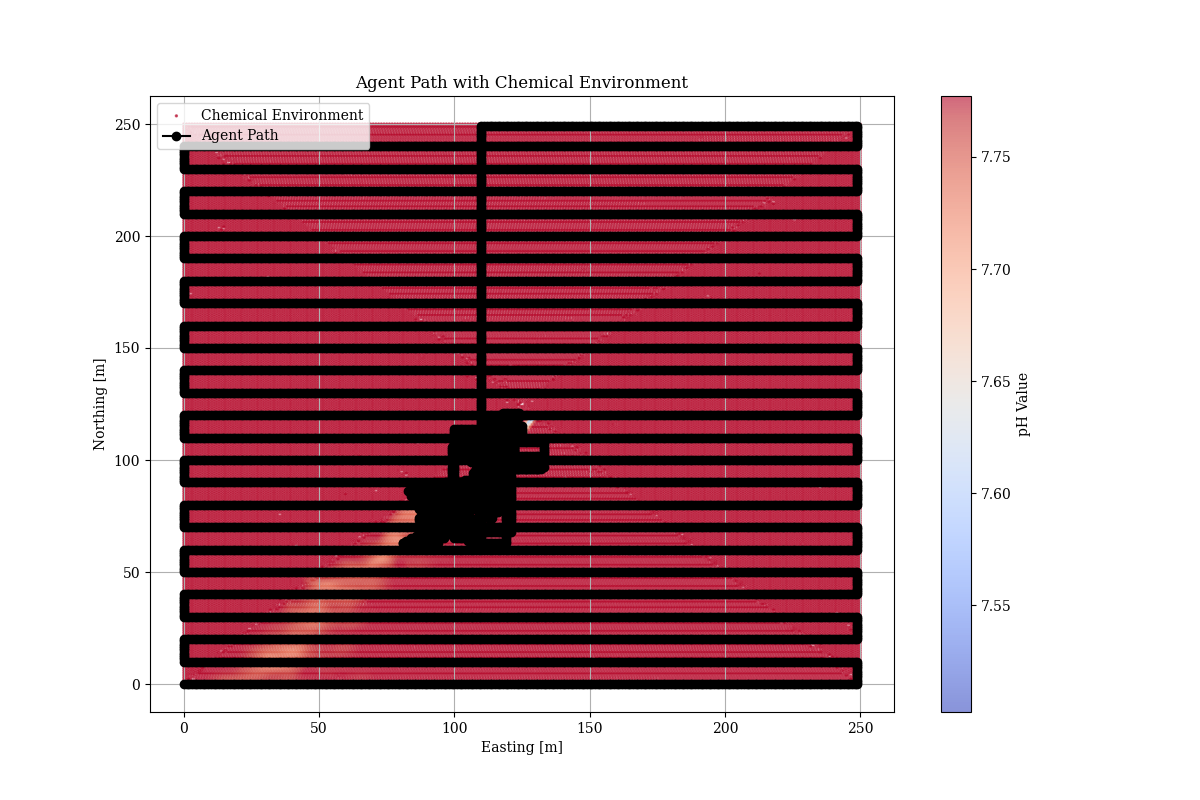 Agent Path with Chemical Environment
Chemical Environment
Agent Path
250
200
150
100
50
0
Northing [m]
0 50 100 150 200 250
Easting [m]
7.75
7.70
7.65
7.60
7.55
pH Value